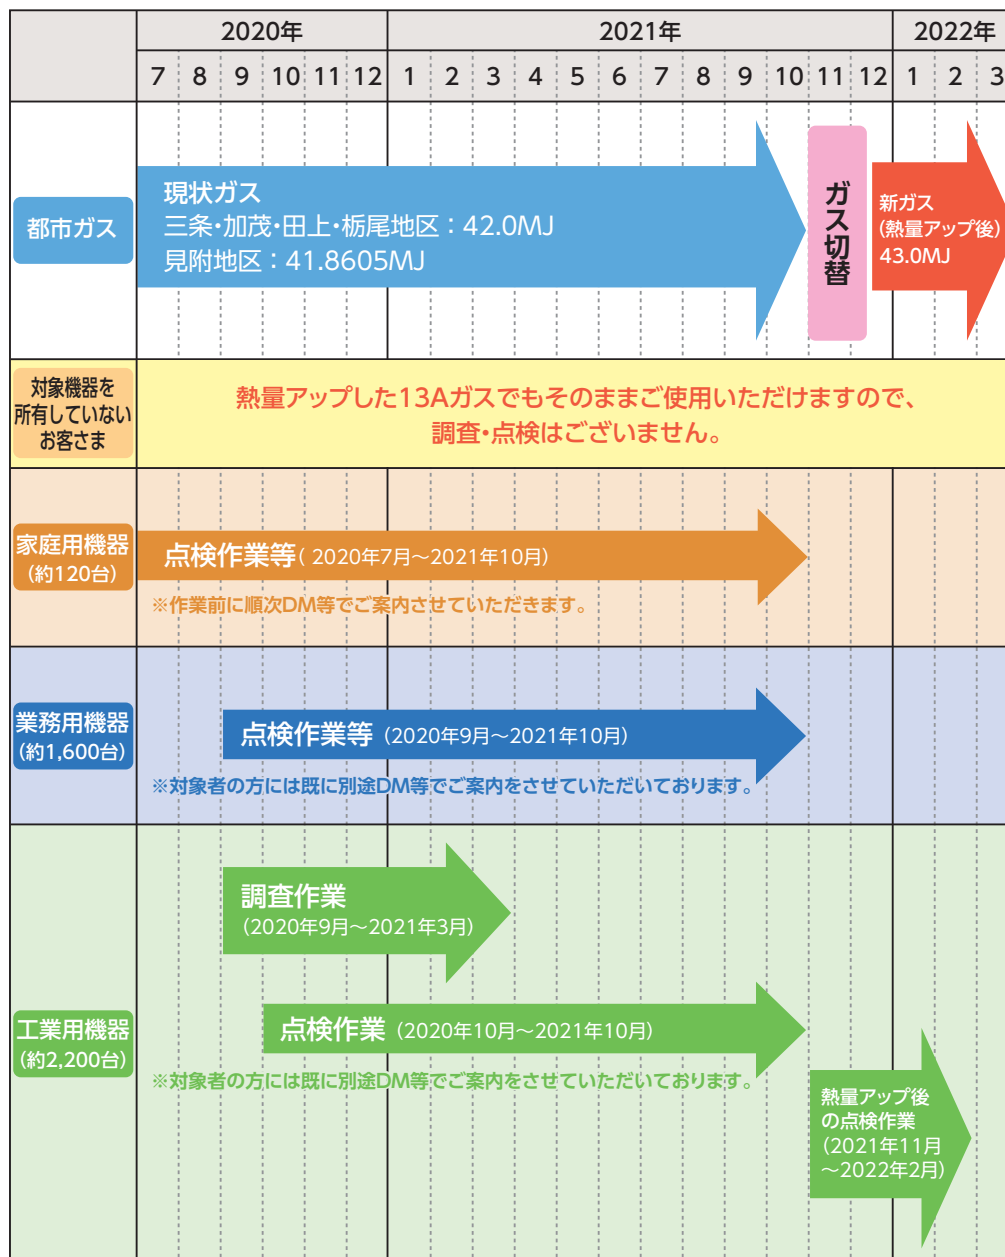 2020年 2021年 2022年
7 8 9 10 11 12 1 2 3 4 5 6 7 8 9 10 11 12 1 2 3
都市ガス
現状ガス
三条・加茂・田上・栃尾地区：42.0MJ
見附地区：41.8605MJ
ガス切替
新ガス
(熱量アップ後)
43.0MJ
対象機器を
所有していない
お客さま
熱量アップした13Aガスでもそのままご使用いただけますので、
調査・点検はございません。
家庭用機器
(約120台)
点検作業等( 2020年7月～2021年10月)
※作業前に順次DM等でご案内させていただきます。
業務用機器
(約1,600台)
点検作業等 (2020年9月～2021年10月)
※対象者の方には既に別途DM等でご案内をさせていただいております。
工業用機器
(約2,200台)
調査作業
(2020年9月～2021年3月)
点検作業 (2020年10月～2021年10月)
※対象者の方には既に別途DM等でご案内をさせていただいております。
熱量アップ後
の点検作業
(2021年11月
～2022年2月)